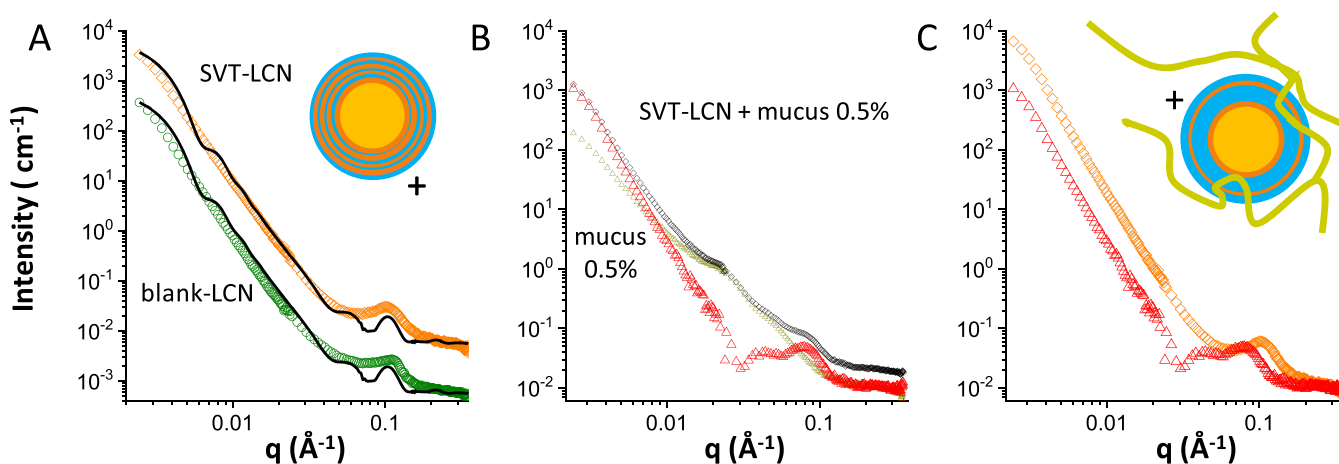 A
B
C
Intensity ( cm⁻¹)
10⁴
10³
10²
10¹
10⁰
10⁻¹
10⁻²
10⁻³
SVT-LCN
+
blank-LCN
0.01
0.1
q (Å⁻¹)
10³
10²
10¹
10⁰
10⁻¹
10⁻²
SVT-LCN + mucus 0.5%
mucus
0.5%
0.01
0.1
q (Å⁻¹)
10⁴
10³
10²
10¹
10⁰
10⁻¹
10⁻²
+
0.01
0.1
q (Å⁻¹)